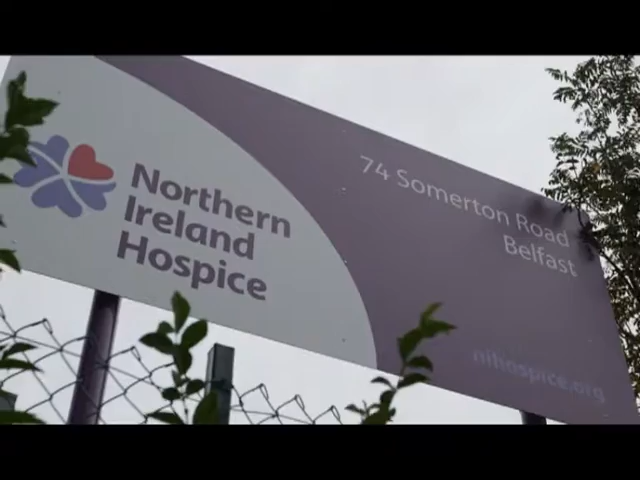 Northern
Ireland
Hospice
74 Somerton Road
Belfast
nihospice.org